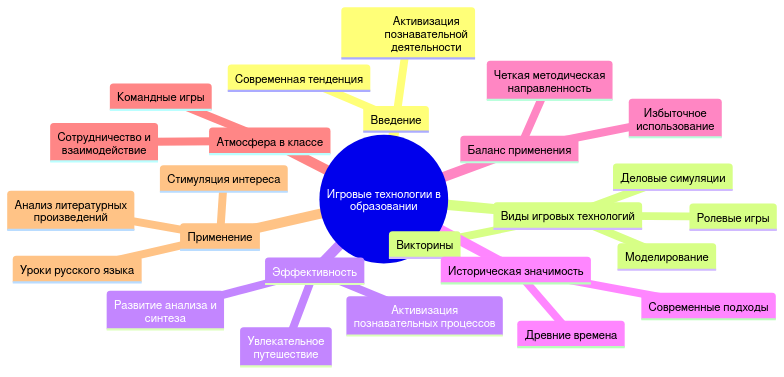 Игровые технологии в
образовании
Введение
Современная тенденция
Активизация
познавательной
деятельности
Баланс применения
Четкая методическая
направленность
Избыточное
использование
Виды игровых технологий
Деловые симуляции
Ролевые игры
Моделирование
Викторины
Историческая значимость
Современные подходы
Древние времена
Эффективность
Активизация
познавательных процессов
Увлекательное
путешествие
Развитие анализа и
синтеза
Применение
Стимуляция интереса
Анализ литературных
произведений
Уроки русского языка
Атмосфера в классе
Командные игры
Сотрудничество и
взаимодействие